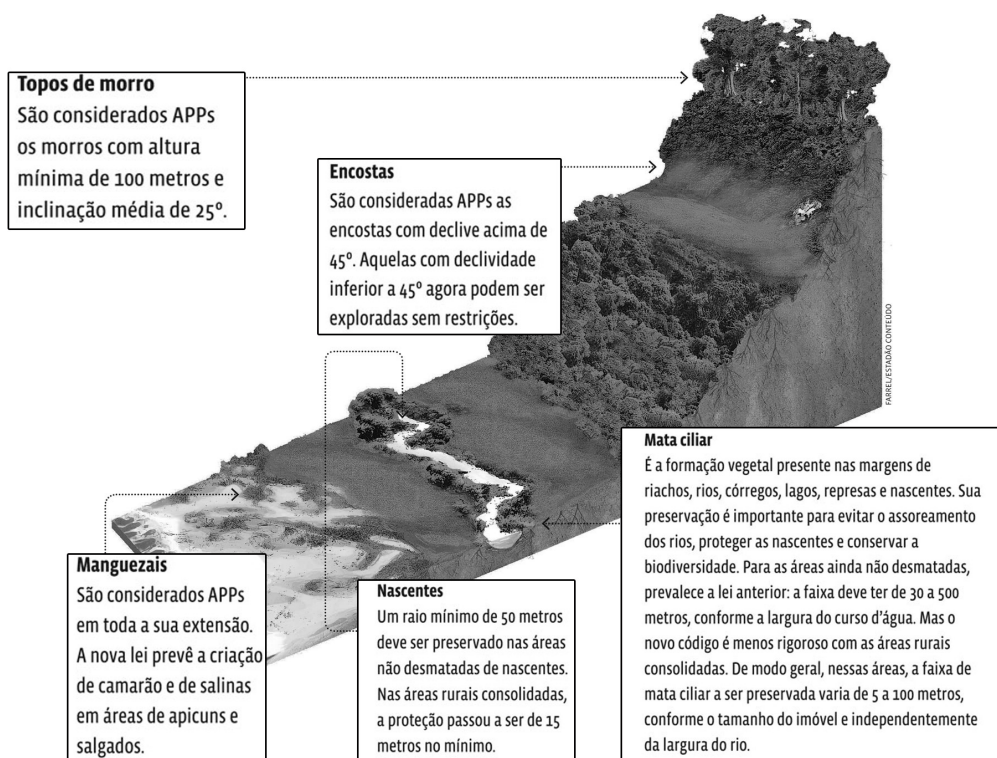 Topos de morro
São considerados APPs
os morros com altura
mínima de 100 metros e
inclinação média de 25º.
Encostas
São consideradas APPs as
encostas com declive acima de
45º. Aquelas com declividade
inferior a 45º agora podem ser
exploradas sem restrições.
FARREL/ESTADÃO CONTEÚDO
Manguezais
São considerados APPs
em toda a sua extensão.
A nova lei prevê a criação
de camarão e de salinas
em áreas de apicuns e
salgados.
Nascentes
Um raio mínimo de 50 metros
deve ser preservado nas áreas
não desmatadas de nascentes.
Nas áreas rurais consolidadas,
a proteção passou a ser de 15
metros no mínimo.
Mata ciliar
É a formação vegetal presente nas margens de
riachos, rios, córregos, lagos, represas e nascentes. Sua
preservação é importante para evitar o assoreamento
dos rios, proteger as nascentes e conservar a
biodiversidade. Para as áreas ainda não desmatadas,
prevalece a lei anterior: a faixa deve ter de 30 a 500
metros, conforme a largura do curso d’água. Mas o
novo código é menos rigoroso com as áreas rurais
consolidadas. De modo geral, nessas áreas, a faixa de
mata ciliar a ser preservada varia de 5 a 100 metros,
conforme o tamanho do imóvel e independentemente
da largura do rio.